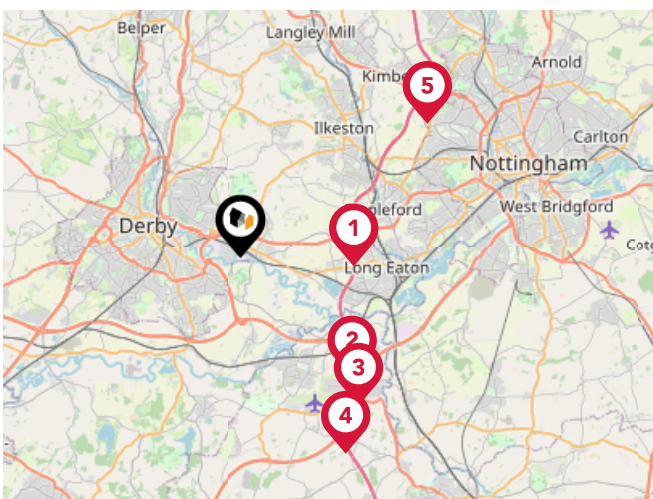 Belper
Langley Mill
Kimbe
5
Arnold
Ilkeston
Carlton
Nottingham
Derby
1
pleford
West Bridgford
Cotg
Long Eaton
2
3
4